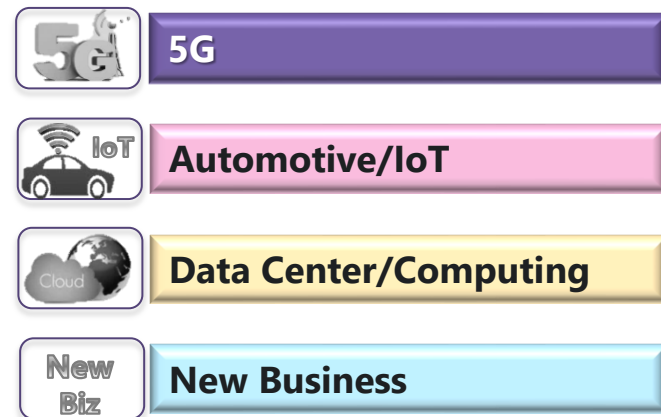 5G
5G
IoT
Automotive/IoT
Cloud
Data Center/Computing
New
Biz
New Business